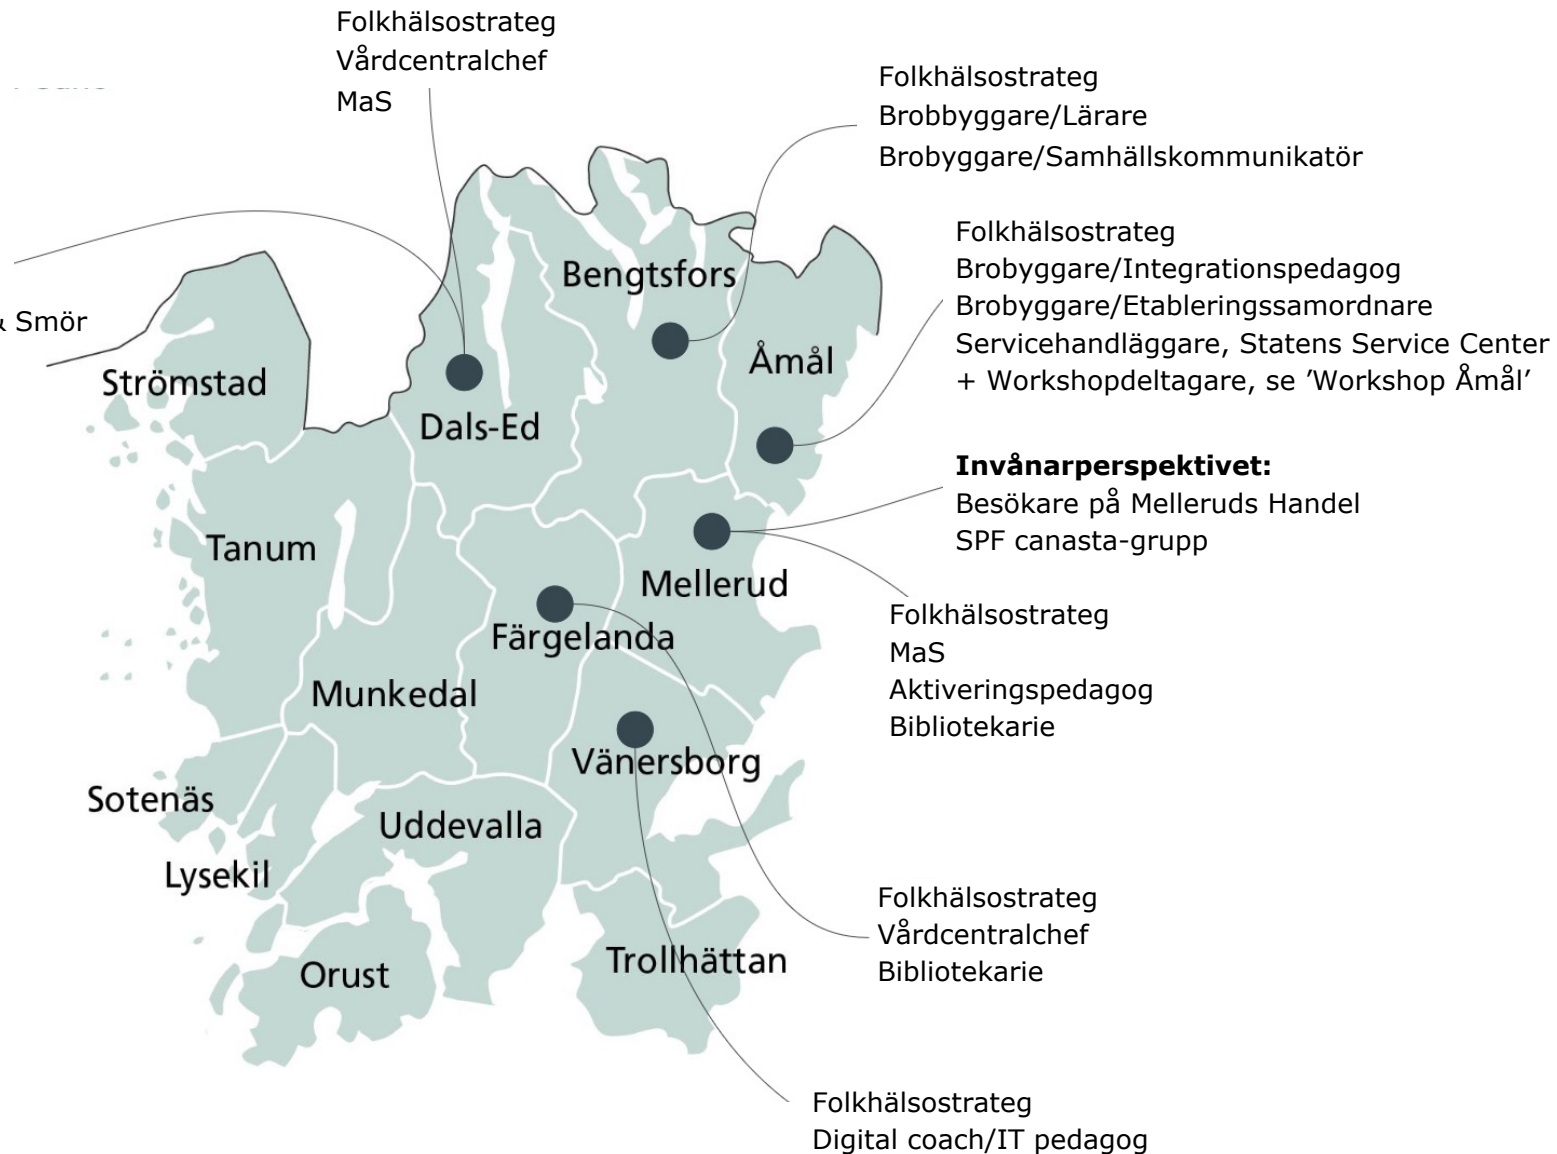 Folkhälsostrateg
Vårdcentralchef
MaS
Folkhälsostrateg
Brobbyggare/Lärare
Brobyggare/Samhällskommunikatör
Folkhälsostrateg
Brobyggare/Integrationspedagog
Brobyggare/Etableringssamordnare
Servicehandläggare, Statens Service Center
+ Workshopdeltagare, se ’Workshop Åmål’
& Smör
Bengtsfors
Åmål
Strömstad
Dals-Ed
Invånarperspektivet:
Besökare på Melleruds Handel
SPF canasta-grupp
Tanum
Mellerud
Färgelanda
Folkhälsostrateg
MaS
Aktiveringspedagog
Bibliotekarie
Munkedal
Vänersborg
Sotenäs
Uddevalla
Lysekil
Orust
Trollhättan
Folkhälsostrateg
Vårdcentralchef
Bibliotekarie
Folkhälsostrateg
Digital coach/IT pedagog